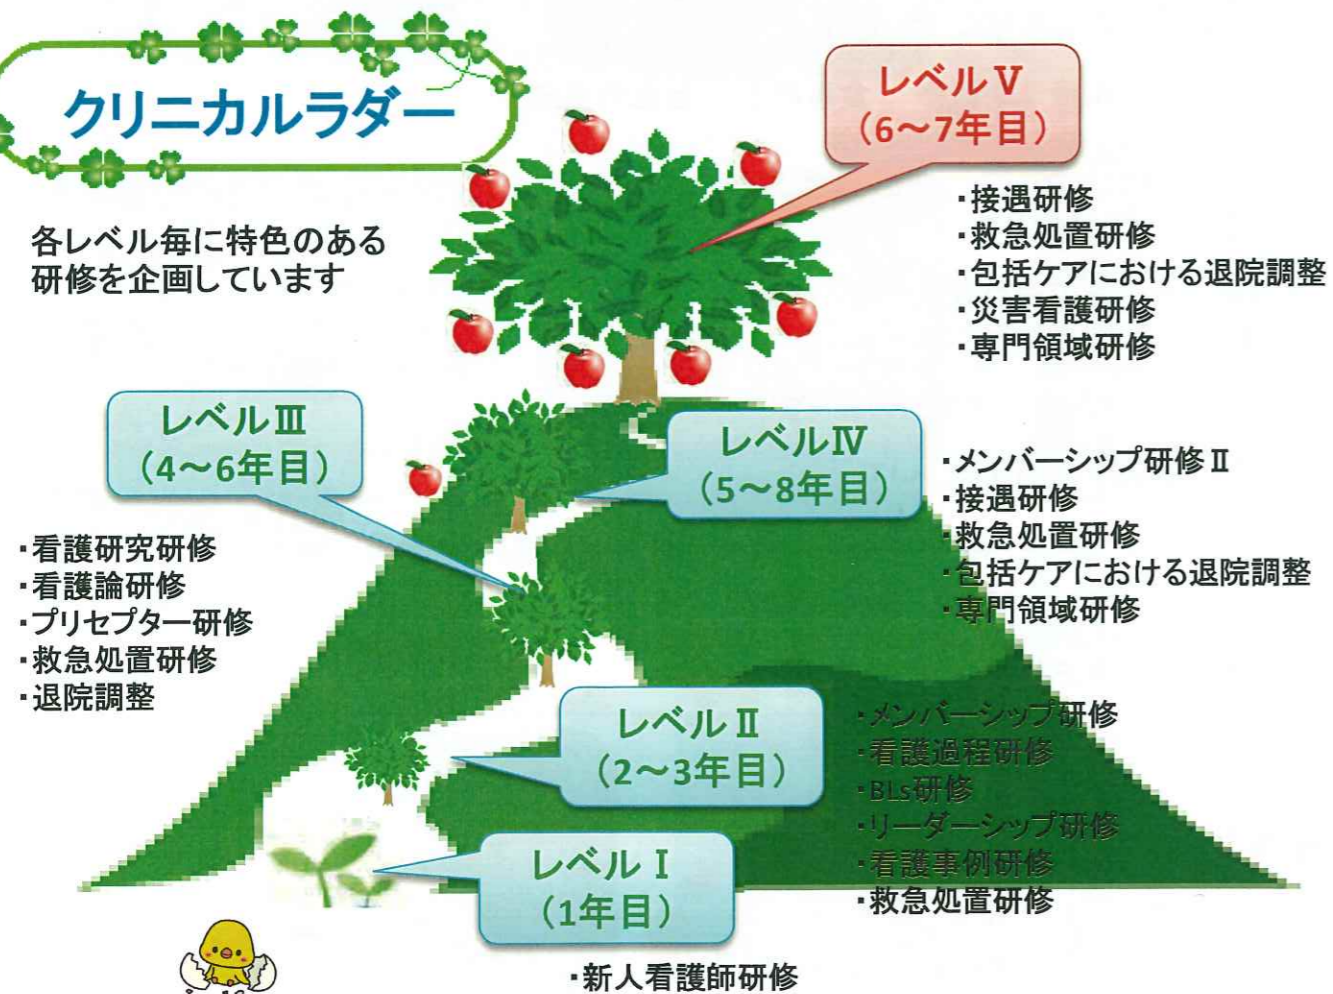 クリニカルラダー
各レベル毎に特色のある
研修を企画しています
レベルⅤ
（6～7年目）
・接遇研修
・救急処置研修
・包括ケアにおける退院調整
・災害看護研修
・専門領域研修
レベルⅣ
（5～8年目）
・メンバーシップ研修Ⅱ
・接遇研修
・救急処置研修
・包括ケアにおける退院調整
・専門領域研修
レベルⅢ
（4～6年目）
・看護研究研修
・看護論研修
・プリセプター研修
・救急処置研修
・退院調整
レベルⅡ
（2～3年目）
・メンバーシップ研修
・看護過程研修
・BLs研修
・リーダーシップ研修
・看護事例研修
・救急処置研修
レベルⅠ
（1年目）
・新人看護師研修